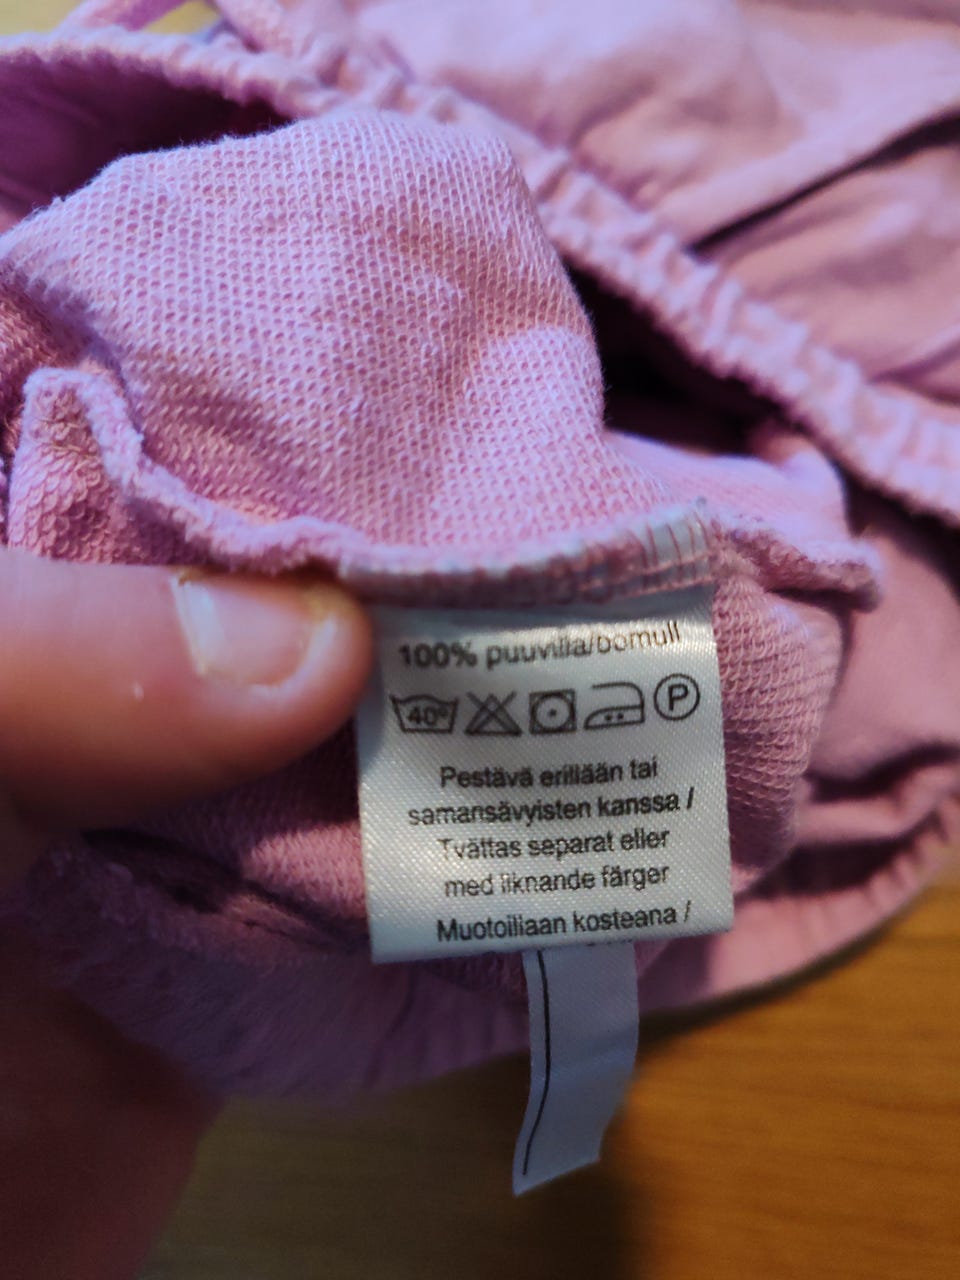 100% puuvilla/bomull
40° P
Pestävä erillään tai
samansävyisten kanssa /
Tvättas separat eller
med liknande färger
Muotoillaan kosteana /